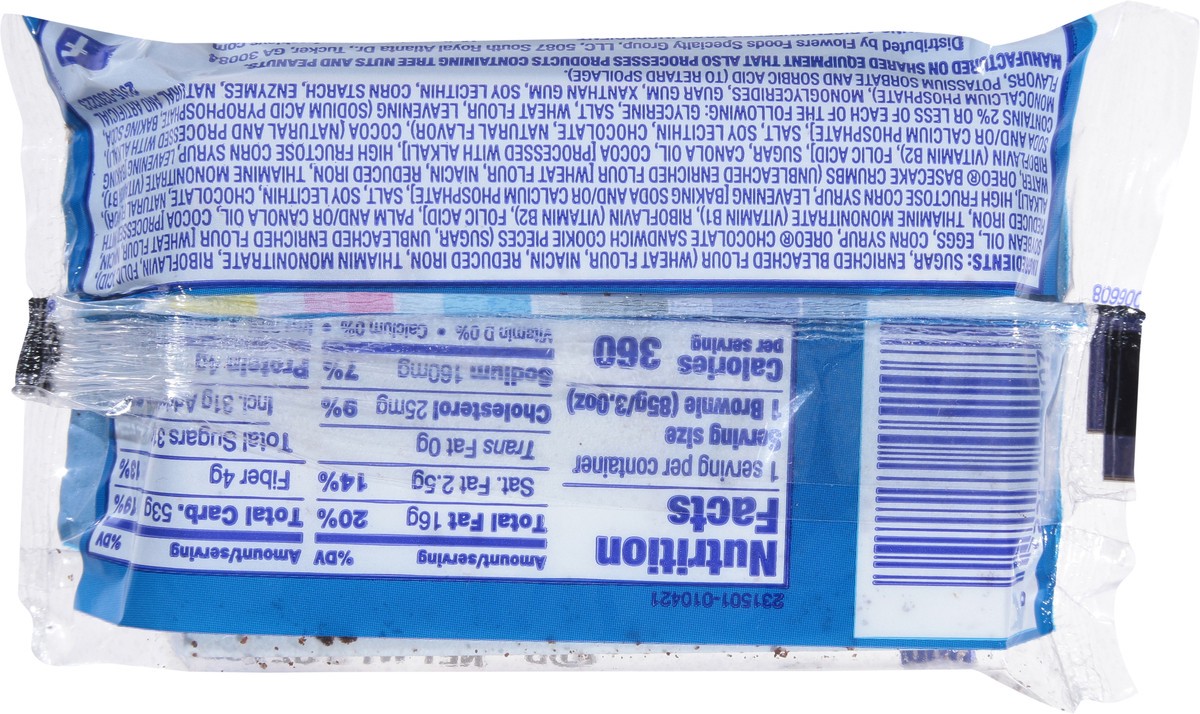 231501-010421
Nutrition
Facts
1 serving per container
Serving size
1 Brownie (85g/3.0oz)
Calories 360
per serving
Amount/serving %DV
Total Fat 16g 20%
Sat. Fat 2.5g 14%
Trans Fat 0g
Cholesterol 25mg 9%
Sodium 160mg 7%
Amount/serving %DV
Total Carb. 53g 19%
Fiber 4g 13%
Total Sugars
Incl. 31g
Protein 4g
Vitamin D 0% • Calcium 0% •
906608
INGREDIENTS: SUGAR, ENRICHED BLEACHED FLOUR (WHEAT FLOUR, NIACIN, REDUCED IRON, THIAMIN MONONITRATE, RIBOFLAVIN, FOLIC ACID),
SOYBEAN OIL, EGGS, CORN SYRUP, OREO® CHOCOLATE SANDWICH COOKIE PIECES (SUGAR, UNBLEACHED ENRICHED FLOUR [WHEAT FLOUR, NIACIN,
REDUCED IRON, THIAMINE MONONITRATE (VITAMIN B1), RIBOFLAVIN (VITAMIN B2), FOLIC ACID], PALM AND/OR CANOLA OIL, COCOA [PROCESSED WITH
ALKALI], HIGH FRUCTOSE CORN SYRUP, LEAVENING [BAKING SODA AND/OR CALCIUM PHOSPHATE], SALT, SOY LECITHIN, CHOCOLATE, NATURAL FLAVOR),
WATER, OREO® BASECAKE CRUMBS (UNBLEACHED ENRICHED FLOUR [WHEAT FLOUR, NIACIN, REDUCED IRON, THIAMINE MONONITRATE (VITAMIN B1),
RIBOFLAVIN (VITAMIN B2), FOLIC ACID], SUGAR, CANOLA OIL, COCOA [PROCESSED WITH ALKALI], HIGH FRUCTOSE CORN SYRUP, LEAVENING [BAKING
SODA AND/OR CALCIUM PHOSPHATE], SALT, SOY LECITHIN, CHOCOLATE, NATURAL FLAVOR), COCOA (NATURAL AND PROCESSED WITH ALKALI),
CONTAINS 2% OR LESS OF EACH OF THE FOLLOWING: GLYCERINE, SALT, WHEAT FLOUR, LEAVENING (SODIUM ACID PYROPHOSPHATE, BAKING SODA,
MONOCALCIUM PHOSPHATE), MONOGLYCERIDES, GUAR GUM, XANTHAN GUM, SOY LECITHIN, CORN STARCH, ENZYMES, NATURAL AND ARTIFICIAL
FLAVORS, POTASSIUM SORBATE AND SORBIC ACID (TO RETARD SPOILAGE).
MANUFACTURED ON SHARED EQUIPMENT THAT ALSO PROCESSES PRODUCTS CONTAINING TREE NUTS AND PEANUTS.
Distributed by Flowers Foods Specialty Group, LLC, 5087 South Royal Atlanta Dr., Tucker, GA 30084